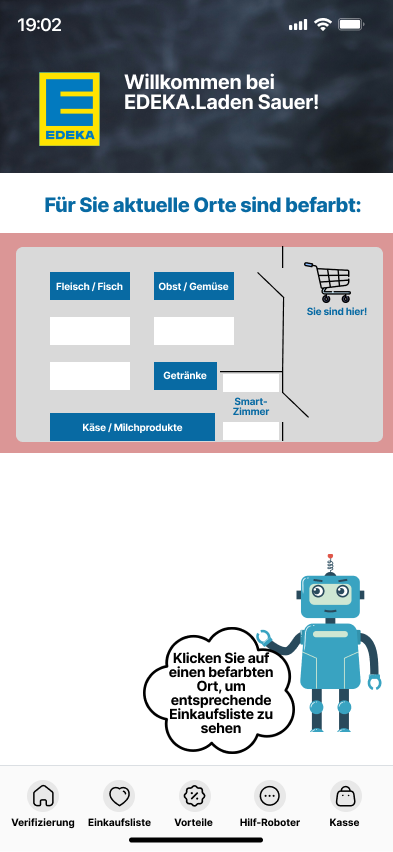 19:02
Willkommen bei
EDEKA.Laden Sauer!
EDEKA
Für Sie aktuelle Orte sind befarbt:
Fleisch / Fisch
Obst / Gemüse
Sie sind hier!
Getränke
Smart-
Zimmer
Käse / Milchprodukte
Klicken Sie auf
einen befarbten
Ort, um
entsprechende
Einkaufsliste zu
sehen
Verifizierung
Einkaufsliste
Vorteile
Hilf-Roboter
Kasse